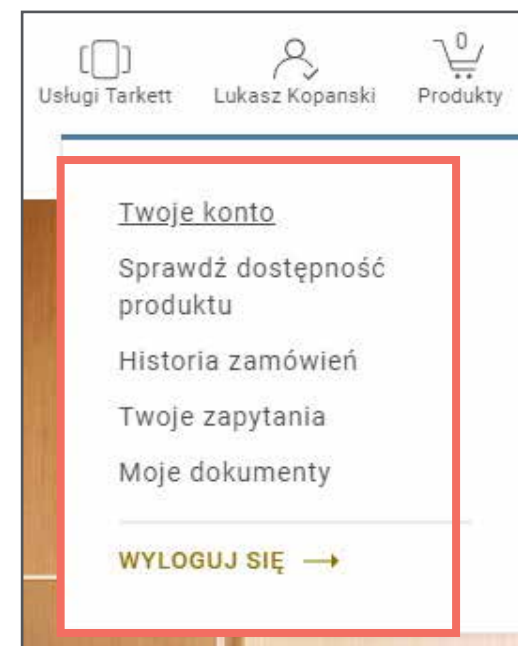 0
Usługi Tarkett Lukasz Kopanski Produkty
Twoje konto
Sprawdź dostępność
produktu
Historia zamówień
Twoje zapytania
Moje dokumenty
WYLOGUJ SIĘ →